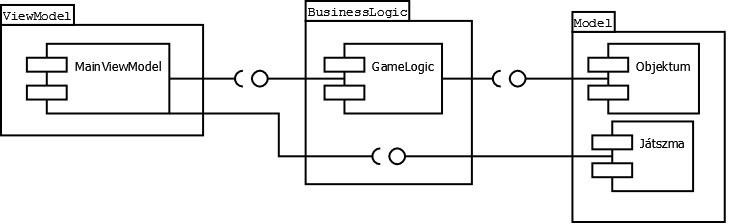 ViewModel
MainViewModel
BusinessLogic
GameLogic
Model
Objektum
Játszma